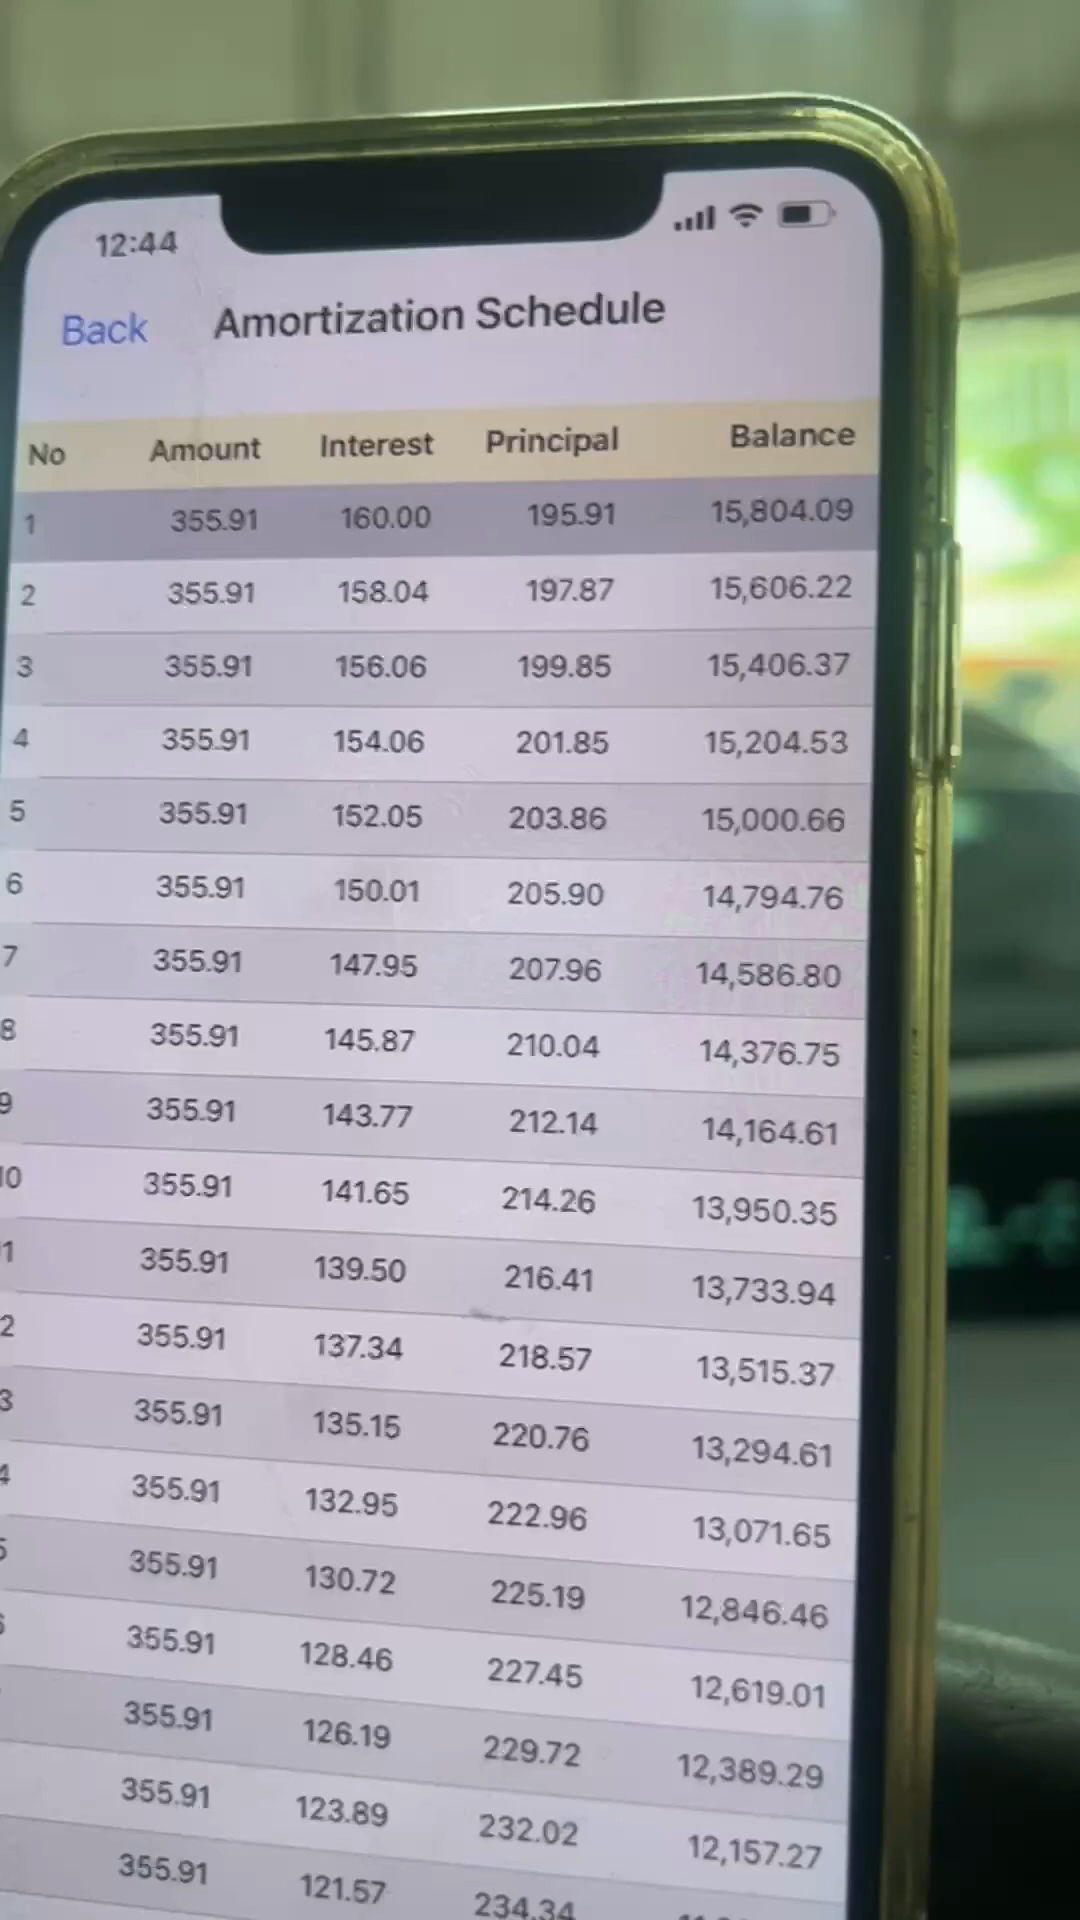 12:44
Back Amortization Schedule
No Amount Interest Principal Balance
1 355.91 160.00 195.91 15,804.09
2 355.91 158.04 197.87 15,606.22
3 355.91 156.06 199.85 15,406.37
4 355.91 154.06 201.85 15,204.53
5 355.91 152.05 203.86 15,000.66
6 355.91 150.01 205.90 14,794.76
7 355.91 147.95 207.96 14,586.80
8 355.91 145.87 210.04 14,376.75
9 355.91 143.77 212.14 14,164.61
10 355.91 141.65 214.26 13,950.35
1 355.91 139.50 216.41 13,733.94
2 355.91 137.34 218.57 13,515.37
3 355.91 135.15 220.76 13,294.61
4 355.91 132.95 222.96 13,071.65
5 355.91 130.72 225.19 12,846.46
6 355.91 128.46 227.45 12,619.01
355.91 126.19 229.72 12,389.29
355.91 123.89 232.02 12,157.27
355.91 121.57 234.34